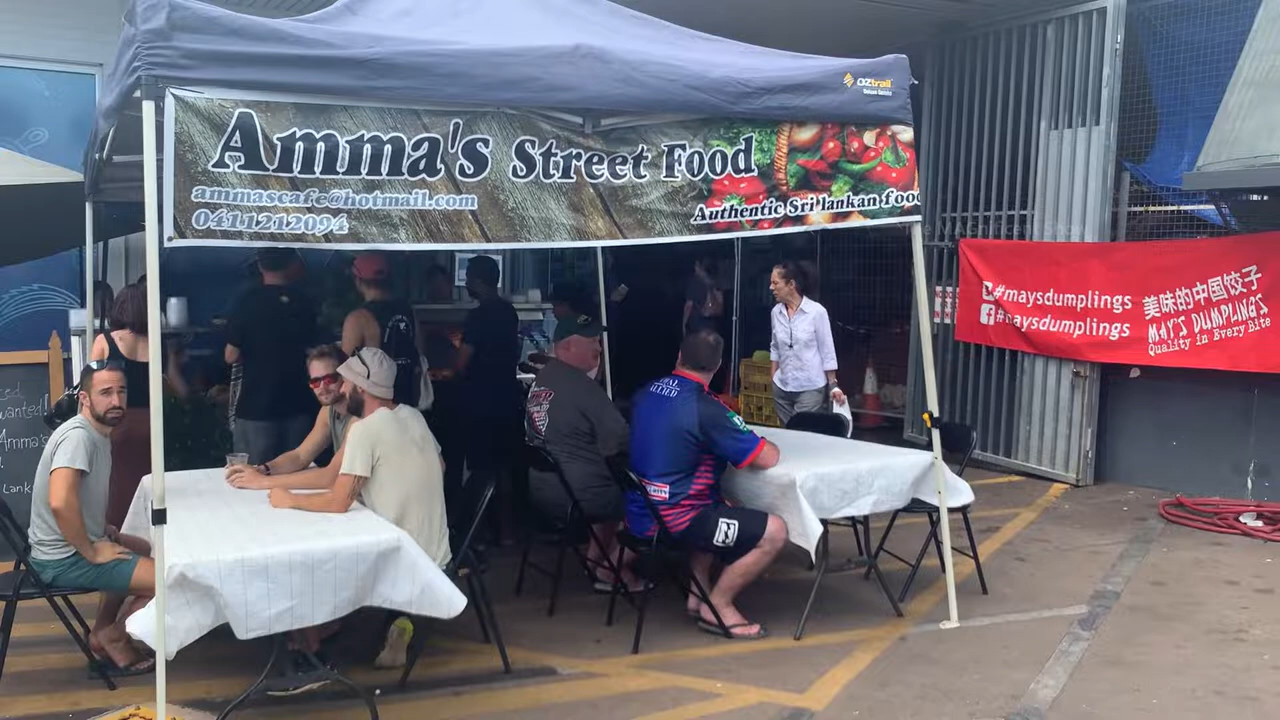 OZtrail
Amma's Street Food
ammascafe@hotmail.com
0411212094
Authentic Sri lankan food
#maysdumplings
#maysdumplings
美味的中国饺子
MAY'S DUMPLINGS
Quality in Every Bite
wanted!
Amma's
Lank